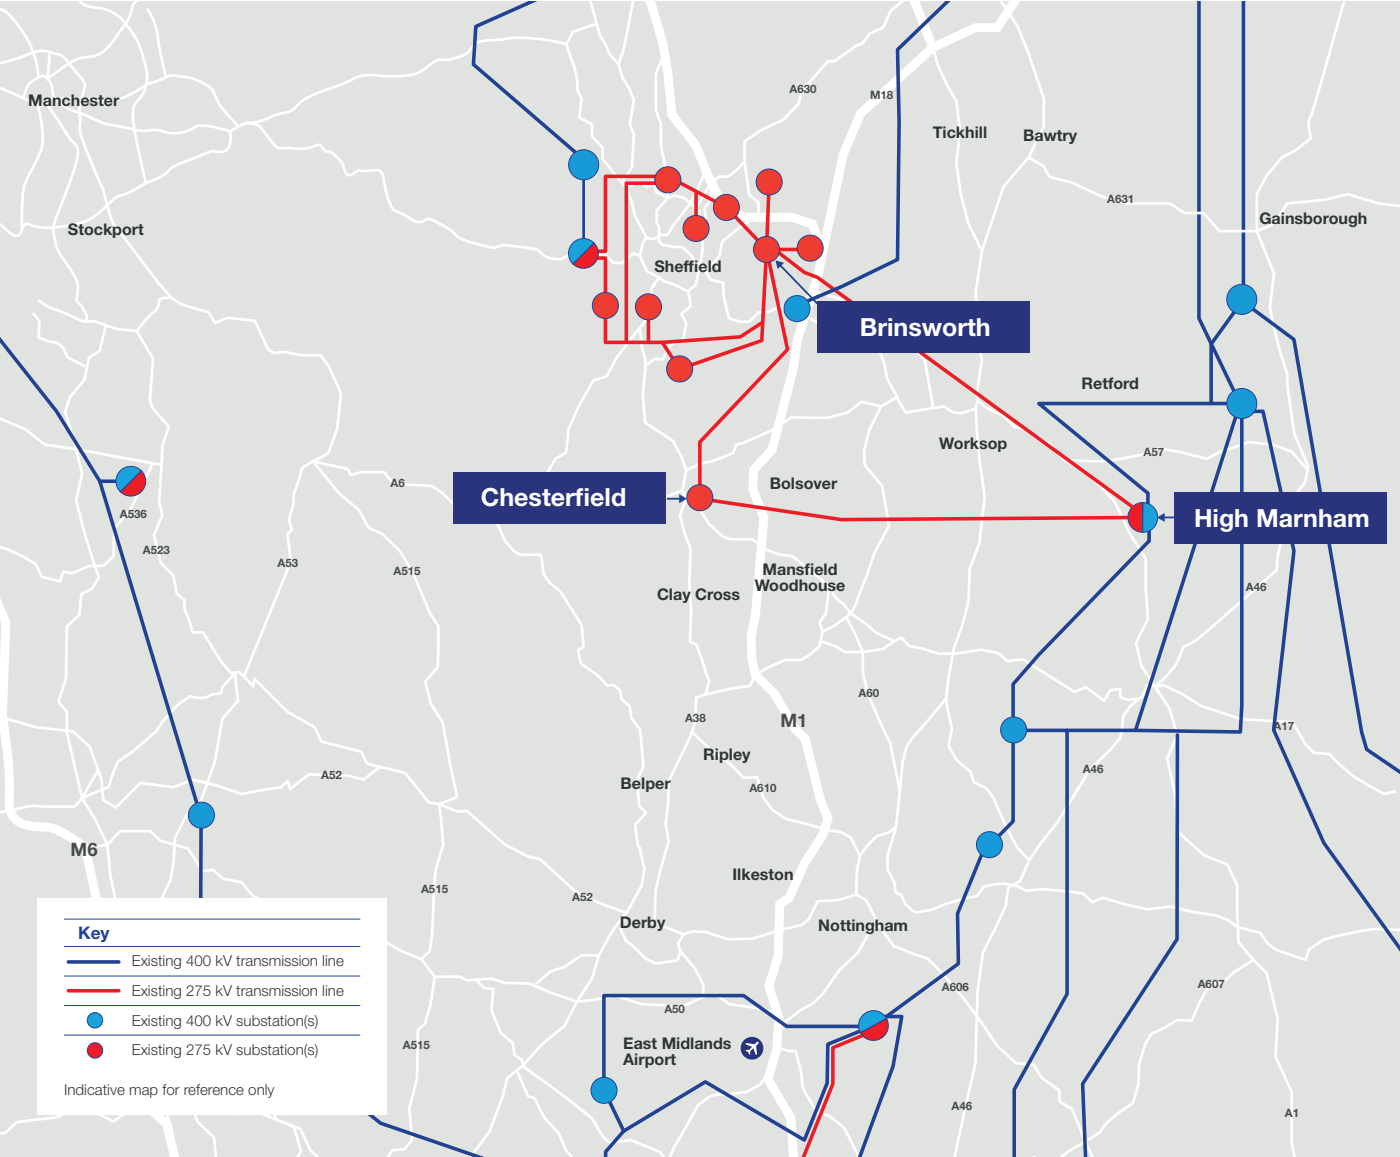 A630
M18
Manchester
Tickhill
Bawtry
A631
Gainsborough
Stockport
Sheffield
Brinsworth
Retford
Worksop
A57
A6
Chesterfield
Bolsover
High Marnham
A536
A523
A53
A515
Mansfield
Woodhouse
Clay Cross
A46
A60
A38
M1
A17
Ripley
A52
Belper
A610
A46
M6
Ilkeston
A515
A52
Derby
Nottingham
A606
A607
A50
East Midlands
Airport
A515
A46
A1
Key
Existing 400 kV transmission line
Existing 275 kV transmission line
Existing 400 kV substation(s)
Existing 275 kV substation(s)
Indicative map for reference only